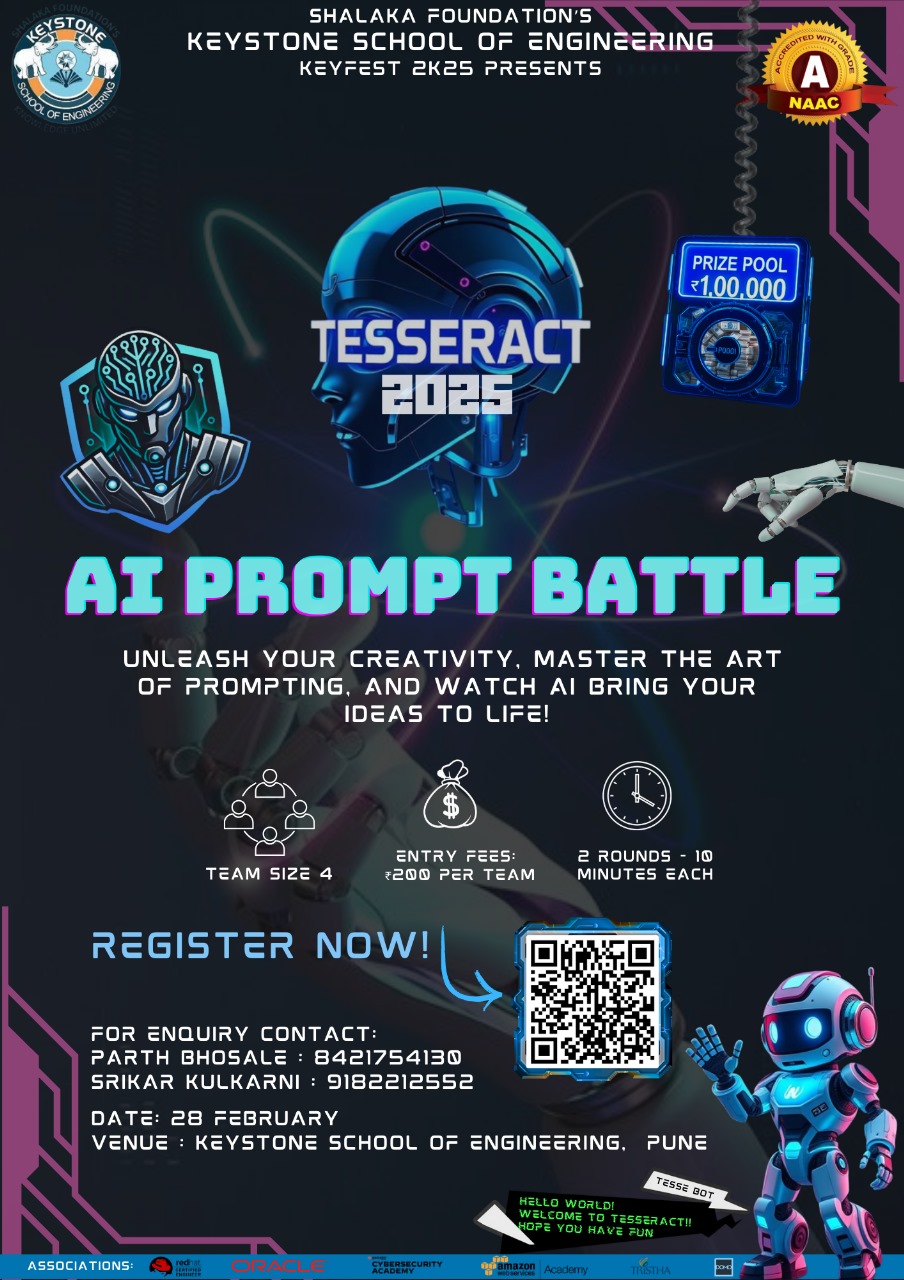 SHALAKA FOUNDATION'S
KEYSTONE SCHOOL OF ENGINEERING
KEYFEST 2K25 PRESENTS
KEYSTONE
SCHOOL OF ENGINEERING
ACCREDITED WITH GRADE
A
NAAC
PRIZE POOL
₹1,00,000
TESSERACT
2025
AI PROMPT BATTLE
UNLEASH YOUR CREATIVITY, MASTER THE ART
OF PROMPTING, AND WATCH AI BRING YOUR
IDEAS TO LIFE!
TEAM SIZE 4
ENTRY FEES:
₹200 PER TEAM
2 ROUNDS - 10
MINUTES EACH
REGISTER NOW!
FOR ENQUIRY CONTACT:
PARTH BHOSALE : 8421754130
SRIKAR KULKARNI : 9182212552
DATE: 28 FEBRUARY
VENUE : KEYSTONE SCHOOL OF ENGINEERING, PUNE
TESSE BOT
HELLO WORLD!
WELCOME TO TESSERACT!!
HOPE YOU HAVE FUN
ASSOCIATIONS:
redhat
CERTIFIED
ENGINEER
ORACLE
CYBERSECURITY
ACADEMY
amazon
webservices
Academy